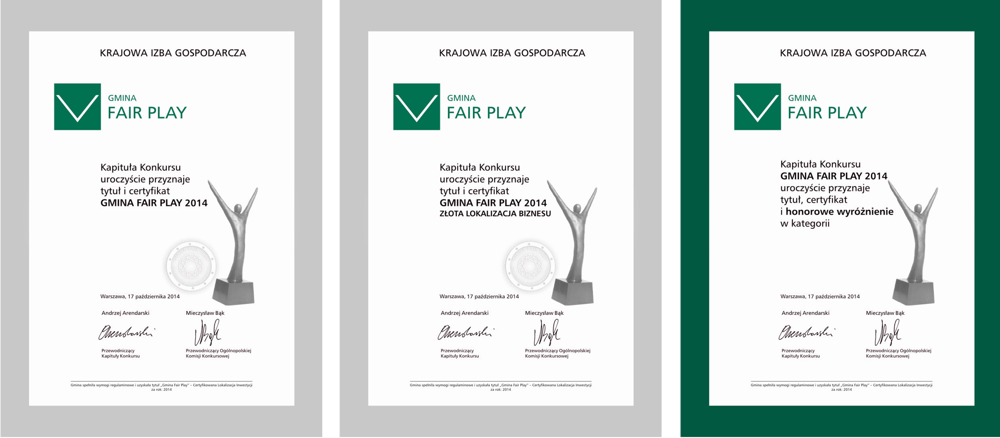 KRAJOWA IZBA GOSPODARCZA
GMINA
FAIR PLAY
Kapituła Konkursu
uroczyście przyznaje
tytuł i certyfikat
GMINA FAIR PLAY 2014
GMINA FAIR PLAY
Warszawa, 17 października 2014
Andrzej Arendarski
Mieczysław Bąk
Przewodniczący
Kapituły Konkursu
Przewodniczący Ogólnopolskiej
Komisji Konkursowej
Gmina spełniła wymogi regulaminowe i uzyskała tytuł „Gmina Fair Play” – Certyfikowana Lokalizacja Inwestycji
za rok: 2014
KRAJOWA IZBA GOSPODARCZA
GMINA
FAIR PLAY
Kapituła Konkursu
uroczyście przyznaje
tytuł i certyfikat
GMINA FAIR PLAY 2014
ZŁOTA LOKALIZACJA BIZNESU
GMINA FAIR PLAY
Warszawa, 17 października 2014
Andrzej Arendarski
Mieczysław Bąk
Przewodniczący
Kapituły Konkursu
Przewodniczący Ogólnopolskiej
Komisji Konkursowej
Gmina spełniła wymogi regulaminowe i uzyskała tytuł „Gmina Fair Play” – Certyfikowana Lokalizacja Inwestycji
za rok: 2014
KRAJOWA IZBA GOSPODARCZA
GMINA
FAIR PLAY
Kapituła Konkursu
GMINA FAIR PLAY 2014
uroczyście przyznaje
tytuł, certyfikat
i honorowe wyróżnienie
w kategorii
Warszawa, 17 października 2014
Andrzej Arendarski
Mieczysław Bąk
Przewodniczący
Kapituły Konkursu
Przewodniczący Ogólnopolskiej
Komisji Konkursowej
Gmina spełniła wymogi regulaminowe i uzyskała tytuł „Gmina Fair Play” – Certyfikowana Lokalizacja Inwestycji
za rok: 2014